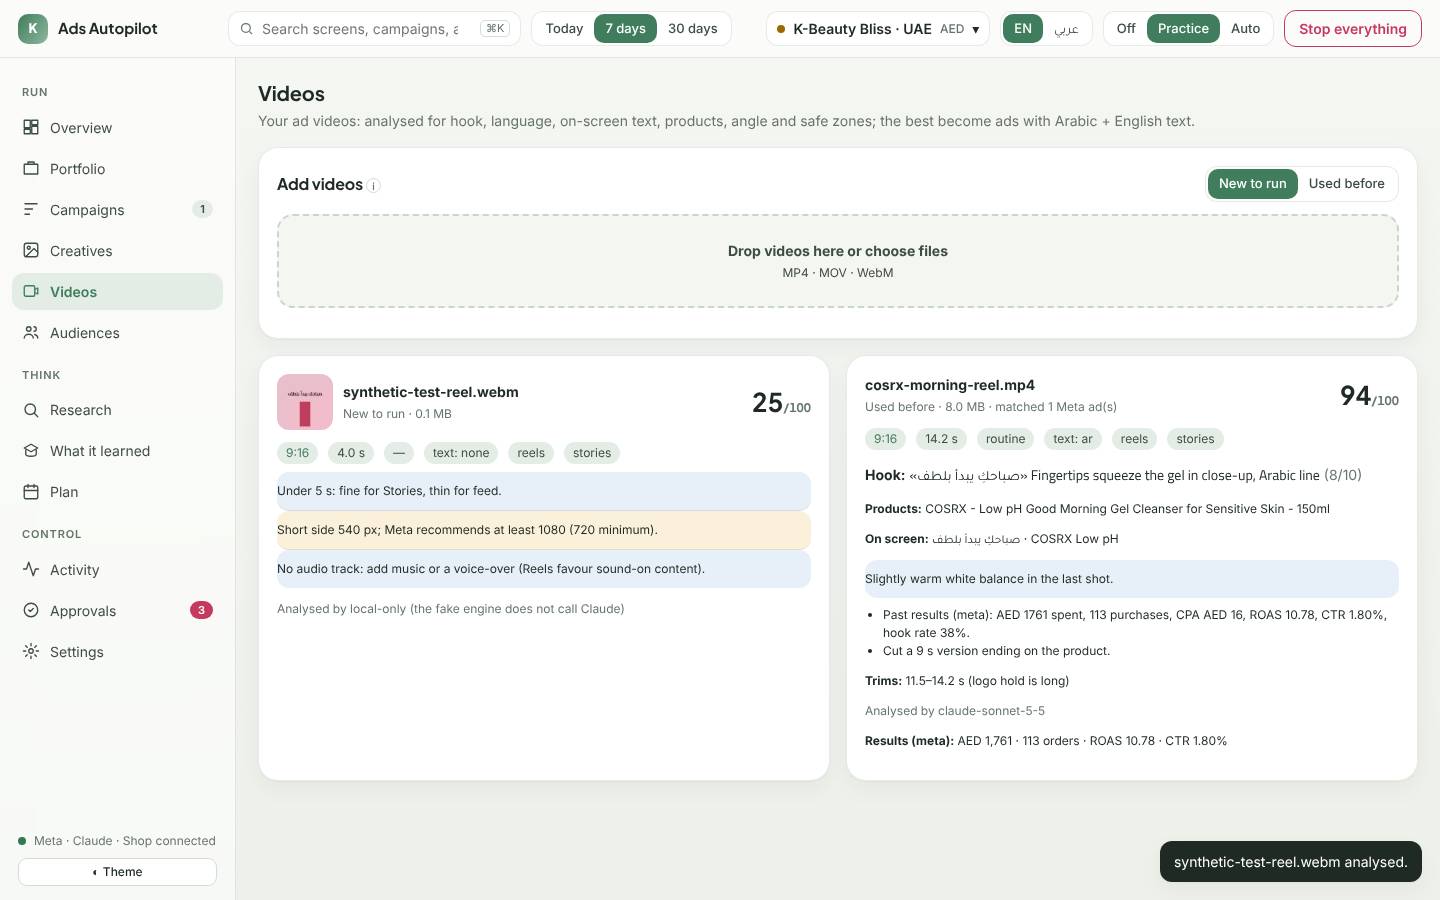 K Ads Autopilot
Search screens, campaigns, a ⌘K
Today 7 days 30 days
K-Beauty Bliss · UAE AED ▾
EN عربي
Off Practice Auto
Stop everything
RUN
Overview
Portfolio
Campaigns 1
Creatives
Videos
Audiences
THINK
Research
What it learned
Plan
CONTROL
Activity
Approvals 3
Settings
Meta · Claude · Shop connected
Theme
Videos
Your ad videos: analysed for hook, language, on-screen text, products, angle and safe zones; the best become ads with Arabic + English text.
Add videos i
New to run Used before
Drop videos here or choose files
MP4 · MOV · WebM
synthetic-test-reel.webm
New to run · 0.1 MB
25/100
9:16 4.0 s — text: none reels stories
Under 5 s: fine for Stories, thin for feed.
Short side 540 px; Meta recommends at least 1080 (720 minimum).
No audio track: add music or a voice-over (Reels favour sound-on content).
Analysed by local-only (the fake engine does not call Claude)
cosrx-morning-reel.mp4
Used before · 8.0 MB · matched 1 Meta ad(s)
94/100
9:16 14.2 s routine text: ar reels stories
Hook: «صباحكِ يبدأ بلطف» Fingertips squeeze the gel in close-up, Arabic line (8/10)
Products: COSRX - Low pH Good Morning Gel Cleanser for Sensitive Skin - 150ml
On screen: صباحكِ يبدأ بلطف · COSRX Low pH
Slightly warm white balance in the last shot.
• Past results (meta): AED 1761 spent, 113 purchases, CPA AED 16, ROAS 10.78, CTR 1.80%,
hook rate 38%.
• Cut a 9 s version ending on the product.
Trims: 11.5–14.2 s (logo hold is long)
Analysed by claude-sonnet-5-5
Results (meta): AED 1,761 · 113 orders · ROAS 10.78 · CTR 1.80%
synthetic-test-reel.webm analysed.